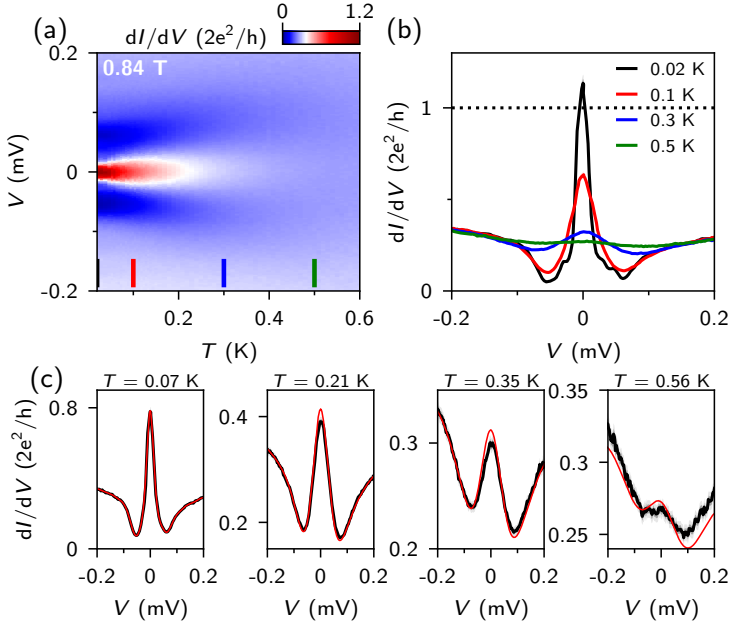 (a)
dI/dV (2e²/h)
0
1.2
0.84 T
0.2
0
-0.2
V
(mV)
0.2
0.4
0.6
T (K)
(b)
0.02 K
0.1 K
0.3 K
0.5 K
dI/dV (2e²/h)
1
0
-0.2
0
0.2
V (mV)
(c)
dI/dV (2e²/h)
T = 0.07 K
0.8
0
-0.2
0
0.2
V (mV)
T = 0.21 K
0.4
0.2
-0.2
0
0.2
V (mV)
T = 0.35 K
0.3
0.2
-0.2
0
0.2
V (mV)
T = 0.56 K
0.35
0.3
0.25
-0.2
0
0.2
V (mV)